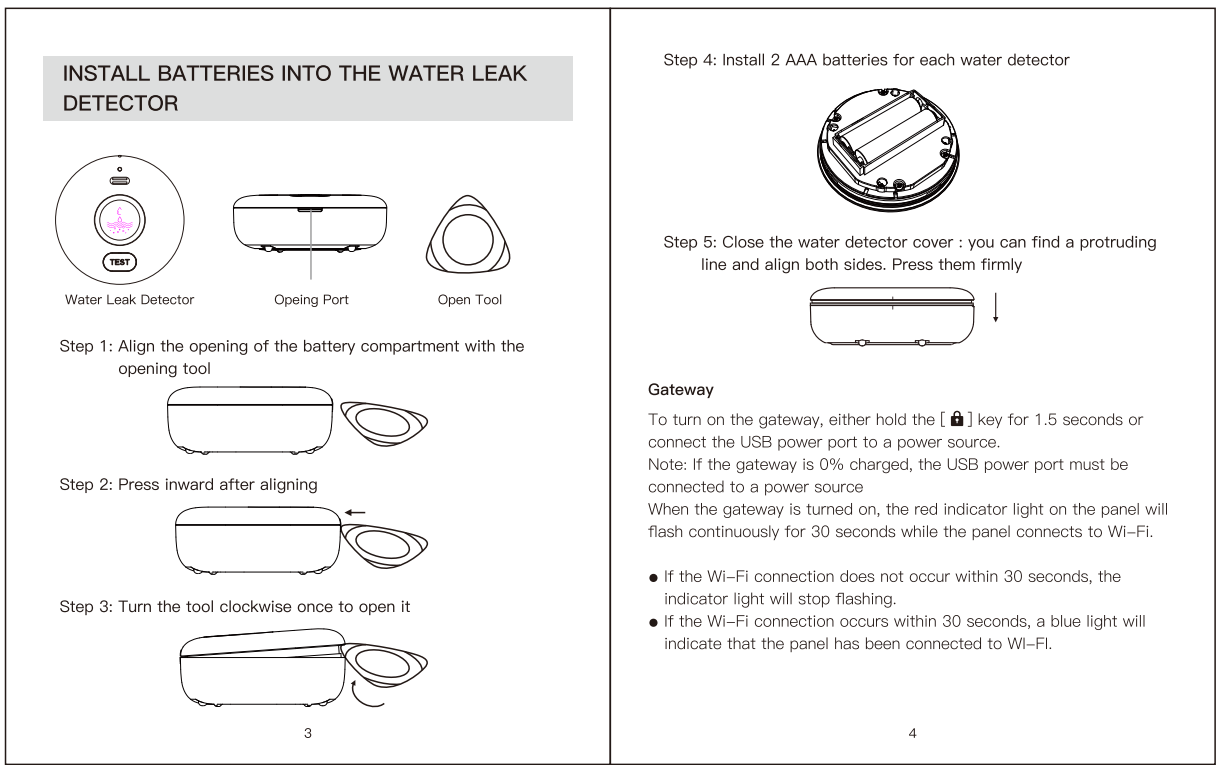 INSTALL BATTERIES INTO THE WATER LEAK
DETECTOR
TEST
Water Leak Detector
Opeing Port
Open Tool
Step 1: Align the opening of the battery compartment with the
opening tool
Step 2: Press inward after aligning
Step 3: Turn the tool clockwise once to open it
3
Step 4: Install 2 AAA batteries for each water detector
Step 5: Close the water detector cover : you can find a protruding
line and align both sides. Press them firmly
Gateway
To turn on the gateway, either hold the [ ] key for 1.5 seconds or
connect the USB power port to a power source.
Note: If the gateway is 0% charged, the USB power port must be
connected to a power source
When the gateway is turned on, the red indicator light on the panel will
flash continuously for 30 seconds while the panel connects to Wi-Fi.
● If the Wi-Fi connection does not occur within 30 seconds, the
indicator light will stop flashing.
● If the Wi-Fi connection occurs within 30 seconds, a blue light will
indicate that the panel has been connected to WI-FI.
4